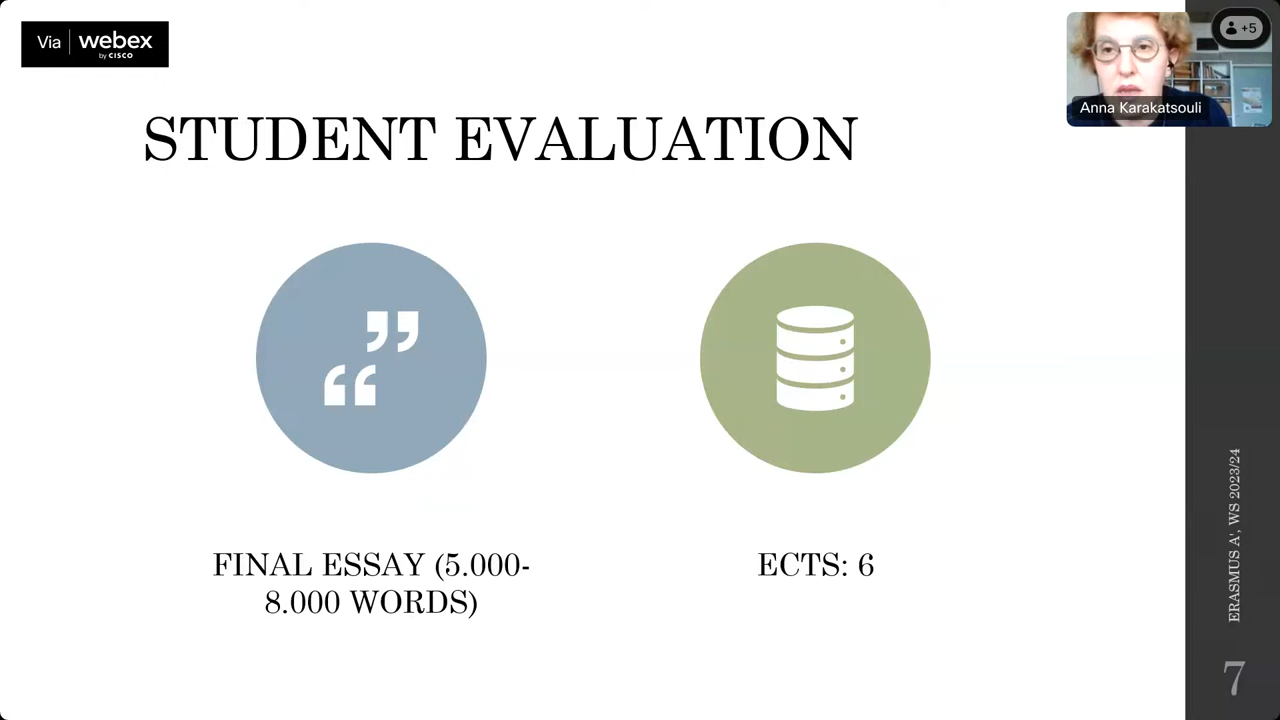 Via webex
by CISCO
+5
Anna Karakatsouli
STUDENT EVALUATION
FINAL ESSAY (5.000-
8.000 WORDS)
ECTS: 6
ERASMUS A', WS 2023/24
7